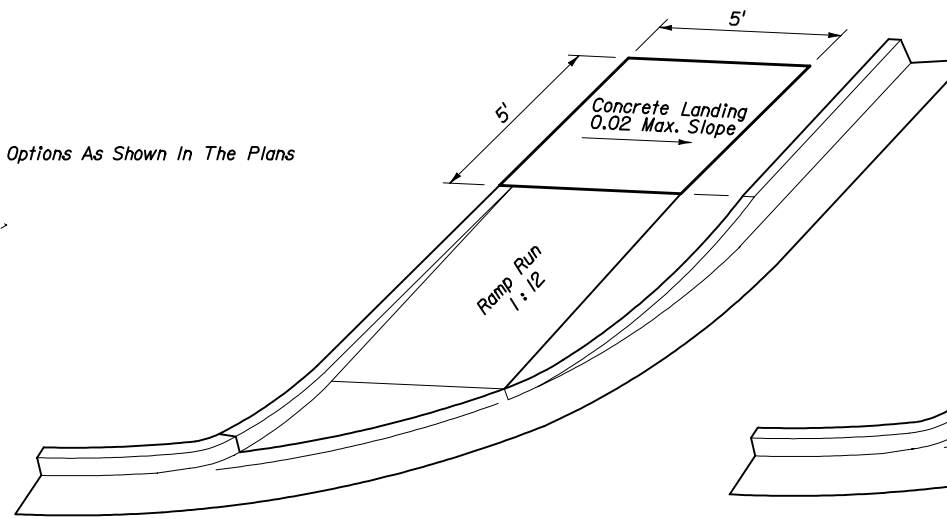 5'
5'
Concrete Landing
0.02 Max. Slope
Options As Shown In The Plans
Ramp Run
1:12